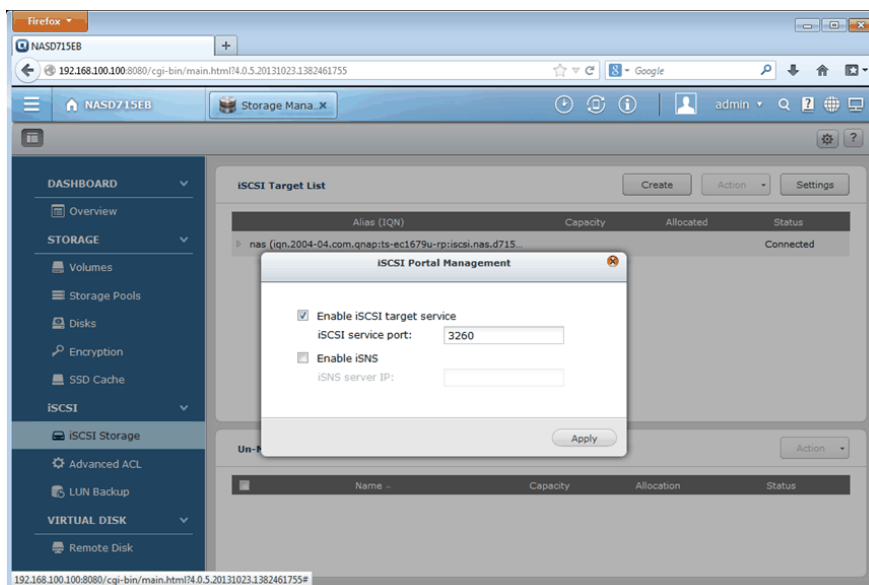 Firefox
NASD715EB
192.168.100.100:8080/cgi-bin/main.html?4.0.5.20131023.1382461755
Google
NASD715EB
Storage Mana..x
admin
DASHBOARD
Overview
STORAGE
Volumes
Storage Pools
Disks
Encryption
SSD Cache
iSCSI
iSCSI Storage
Advanced ACL
LUN Backup
VIRTUAL DISK
Remote Disk
iSCSI Target List
Create
Action
Settings
Alias (IQN) Capacity Allocated Status
nas (iqn.2004-04.com.qnap:ts-ec1679u-rp:iscsi.nas.d715... Connected
iSCSI Portal Management
Enable iSCSI target service
iSCSI service port: 3260
Enable iSNS
iSNS server IP:
Apply
Action
Name Capacity Allocation Status
192.168.100.100:8080/cgi-bin/main.html?4.0.5.20131023.1382461755#